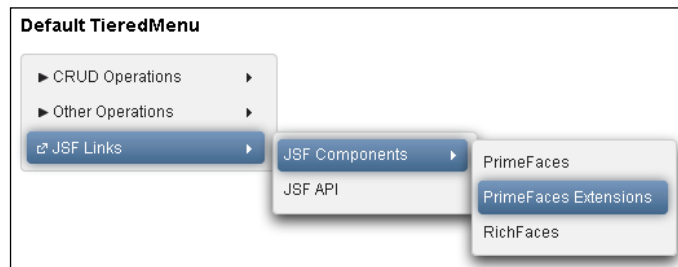 Default TieredMenu
CRUD Operations
Other Operations
JSF Links
JSF Components
JSF API
PrimeFaces
PrimeFaces Extensions
RichFaces